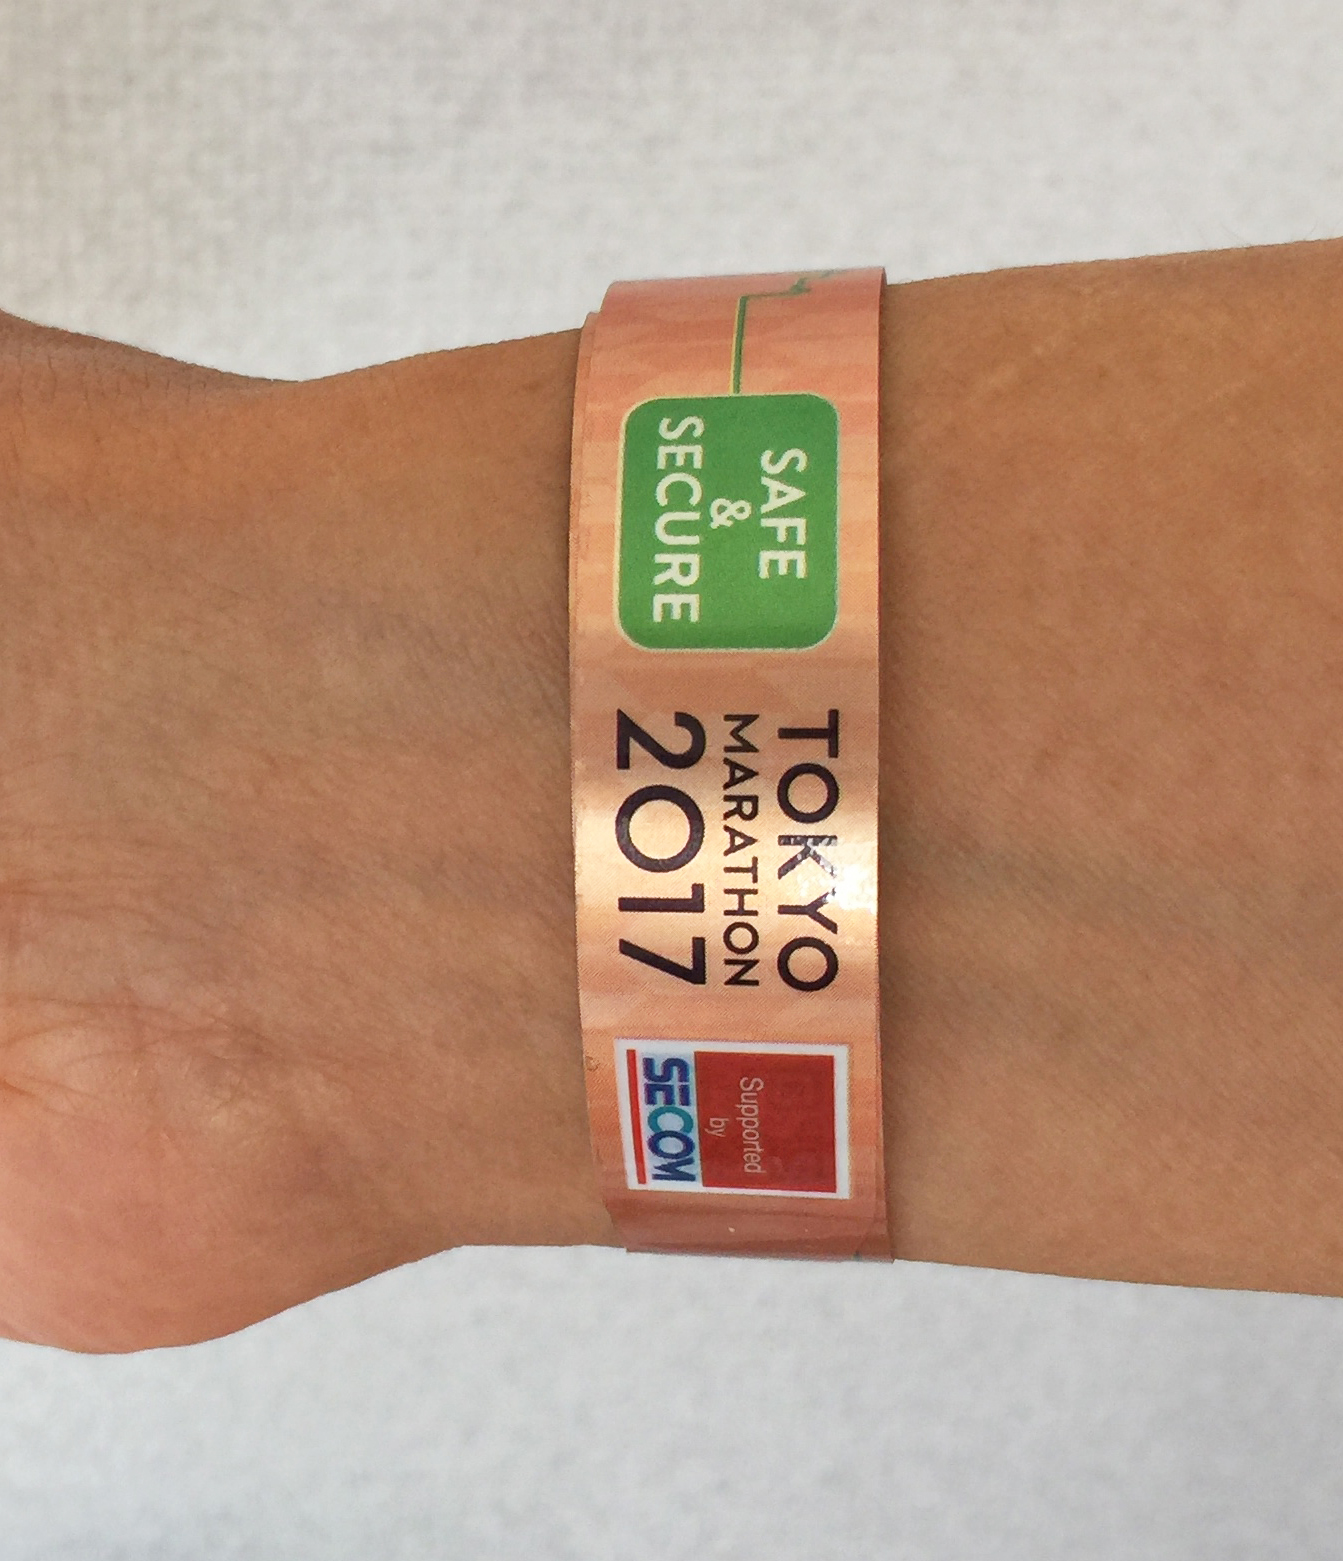 SAFE
&
SECURE
TOKYO
MARATHON
2017
Supported
by
SECOM